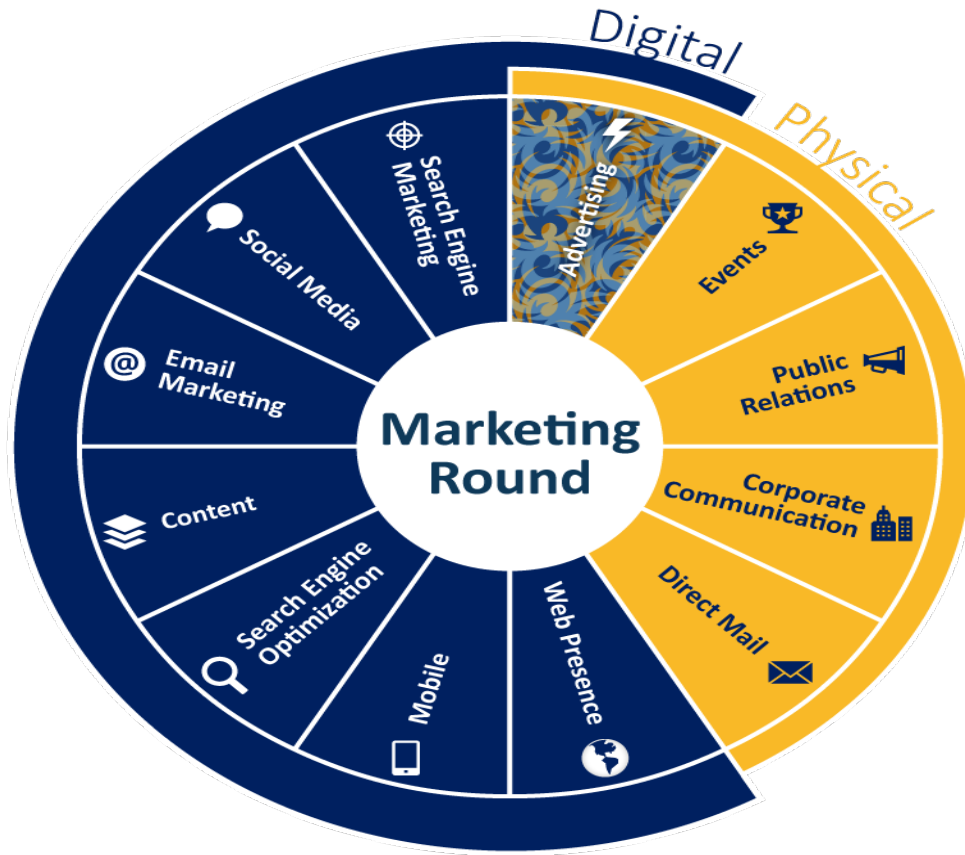 Digital
Physical
Advertising
Events
Public
Relations
Corporate
Communication
Direct Mail
Web Presence
Mobile
Search Engine
Optimization
Content
@
Email
Marketing
Social Media
Search Engine
Marketing
Marketing
Round